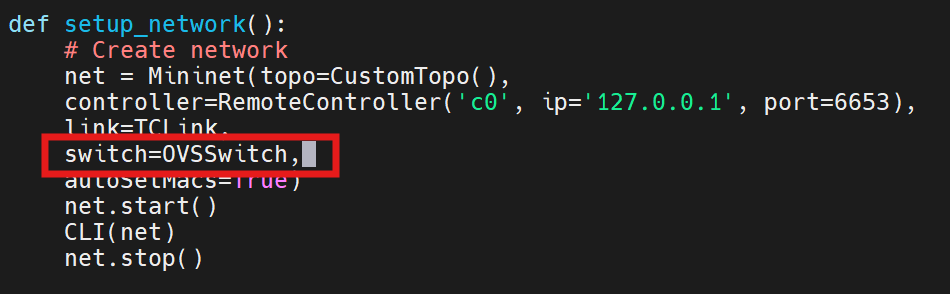 def setup_network():
    # Create network
    net = Mininet(topo=CustomTopo(),
    controller=RemoteController('c0', ip='127.0.0.1', port=6653),
    link=TCLink,
    switch=OVSSwitch,
    autoSetMacs=True)
    net.start()
    CLI(net)
    net.stop()